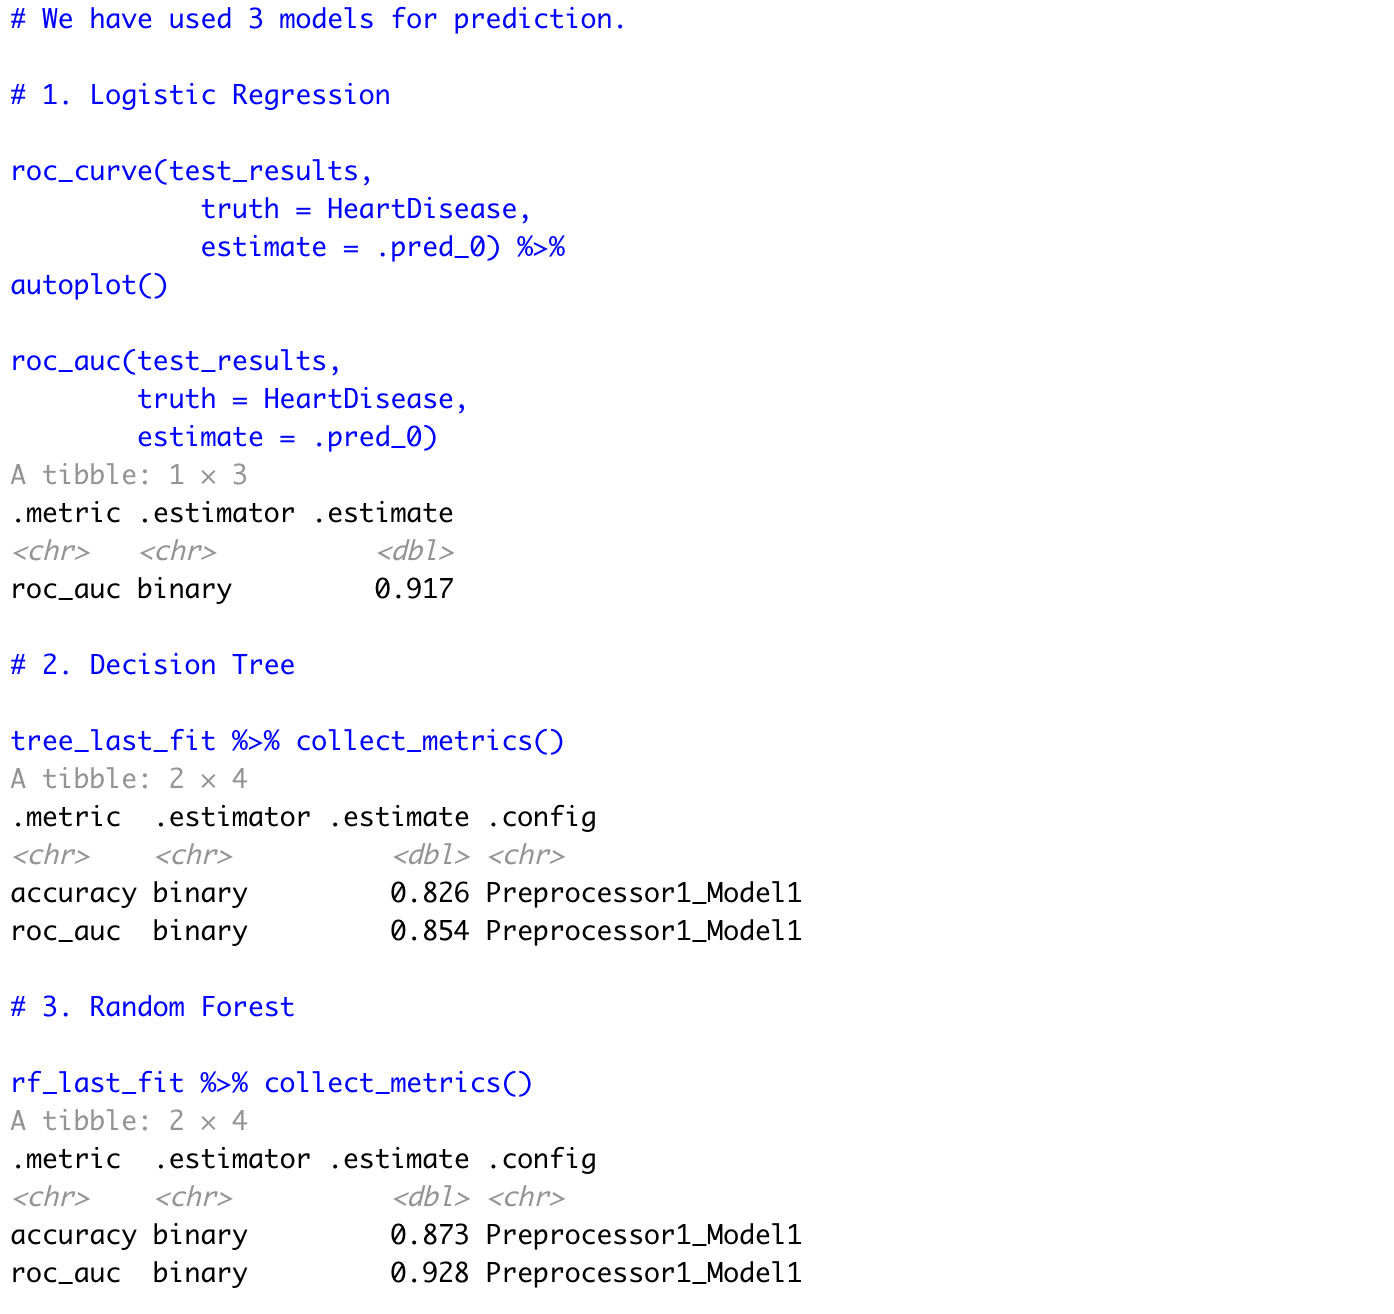 # We have used 3 models for prediction.
# 1. Logistic Regression
roc_curve(test_results,
            truth = HeartDisease,
            estimate = .pred_0) %>%
autoplot()
roc_auc(test_results,
        truth = HeartDisease,
        estimate = .pred_0)
A tibble: 1 × 3
.metric .estimator .estimate
<chr>   <chr>          <dbl>
roc_auc binary         0.917
# 2. Decision Tree
tree_last_fit %>% collect_metrics()
A tibble: 2 × 4
.metric  .estimator .estimate .config
<chr>    <chr>          <dbl> <chr>
accuracy binary         0.826 Preprocessor1_Model1
roc_auc  binary         0.854 Preprocessor1_Model1
# 3. Random Forest
rf_last_fit %>% collect_metrics()
A tibble: 2 × 4
.metric  .estimator .estimate .config
<chr>    <chr>          <dbl> <chr>
accuracy binary         0.873 Preprocessor1_Model1
roc_auc  binary         0.928 Preprocessor1_Model1